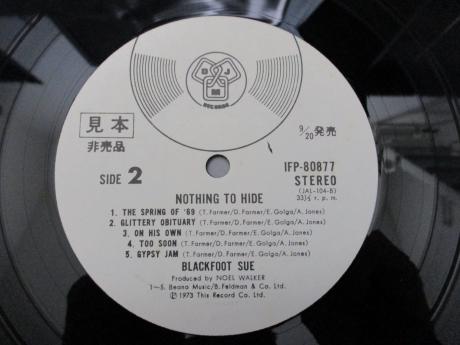 DJM
RECORDS
見本
非売品
9/20発売
IFP-80877
SIDE 2
STEREO
(JAL-104-B)
33⅓ r. p. m.
NOTHING TO HIDE
1. THE SPRING OF '69 (T. Farmer/D. Farmer/E. Golga/A. Jones)
2. GLITTERY OBITUARY (T. Farmer/D. Farmer/E. Golga/A. Jones)
3. ON HIS OWN (T. Farmer/D. Farmer/E. Golga/A. Jones)
4. TOO SOON (T. Farmer/D. Farmer/E. Golga/A. Jones)
5. GYPSY JAM (T. Farmer/D. Farmer/E. Golga/A. Jones)
BLACKFOOT SUE
Produced by NOEL WALKER
1~5. Beana Music/B. Feldman & Co. Ltd.
Ⓟ1973 This Record Co. Ltd.